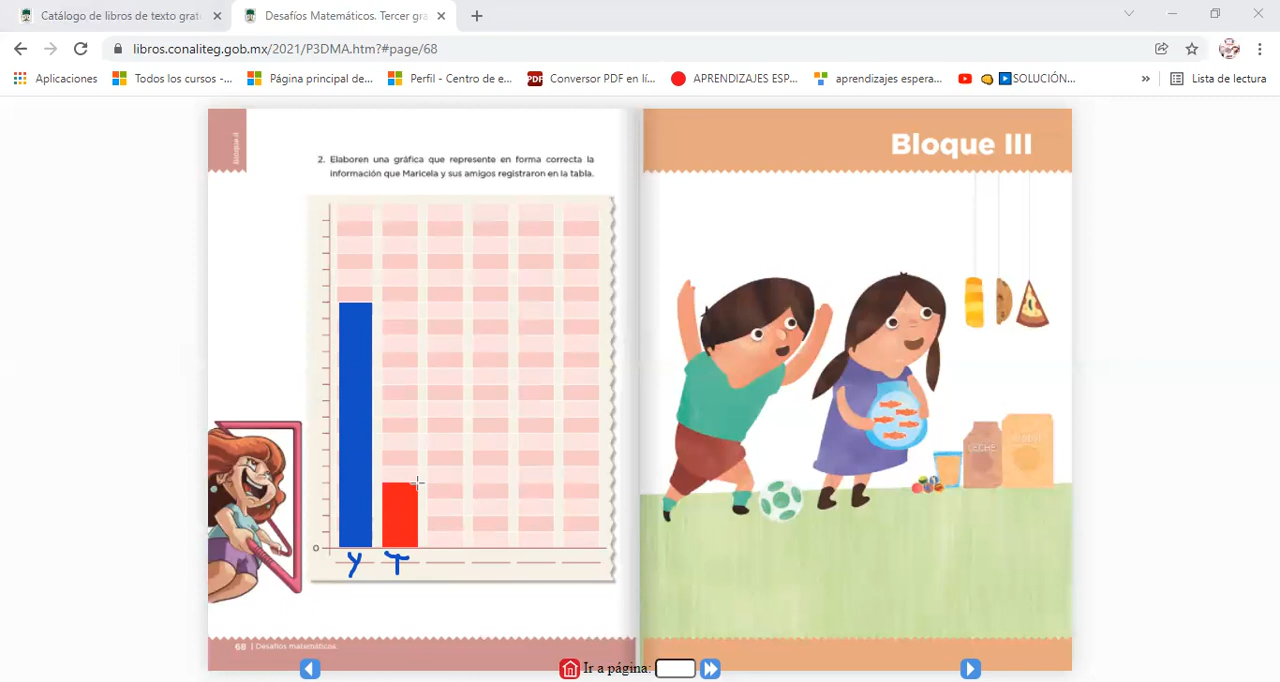 Catálogo de libros de texto grat
Desafíos Matemáticos. Tercer gra
libros.conaliteg.gob.mx/2021/P3DMA.htm?#page/68
Aplicaciones
Todos los cursos -...
Página principal de...
Perfil - Centro de e...
PDF
Conversor PDF en lí...
APRENDIZAJES ESP...
aprendizajes espera...
SOLUCIÓN...
»
Lista de lectura
Bloque II
2. Elaboren una gráfica que represente en forma correcta la
información que Maricela y sus amigos registraron en la tabla.
0
Y T
68 | Desafíos matemáticos
Bloque III
LECHE
Ir a página: